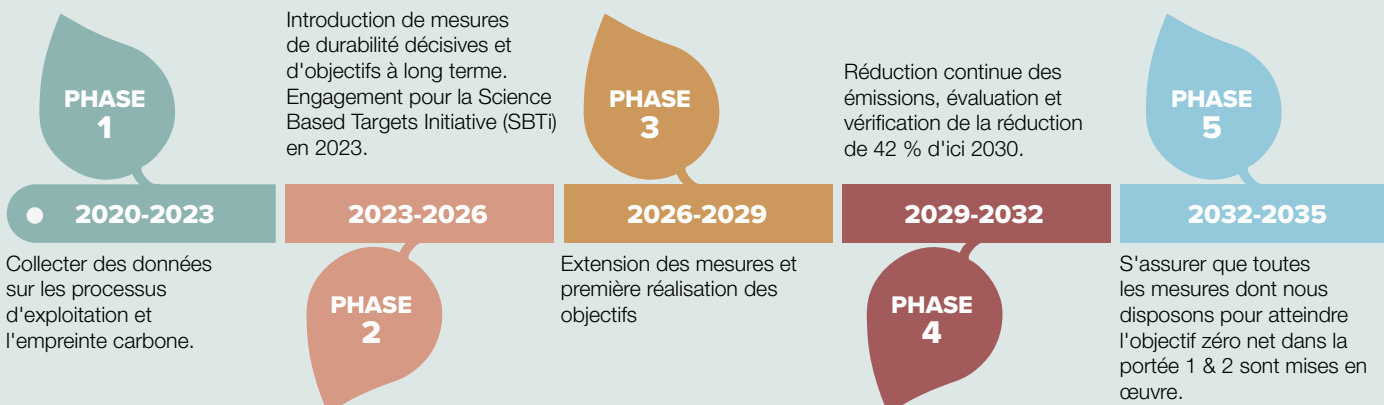 PHASE
1
2020-2023
Collecter des données
sur les processus
d'exploitation et
l'empreinte carbone.
Introduction de mesures
de durabilité décisives et
d'objectifs à long terme.
Engagement pour la Science
Based Targets Initiative (SBTi)
en 2023.
2023-2026
PHASE
2
PHASE
3
2026-2029
Extension des mesures et
première réalisation des
objectifs
Réduction continue des
émissions, évaluation et
vérification de la réduction
de 42 % d'ici 2030.
2029-2032
PHASE
4
PHASE
5
2032-2035
S'assurer que toutes
les mesures dont nous
disposons pour atteindre
l'objectif zéro net dans la
portée 1 & 2 sont mises en
œuvre.